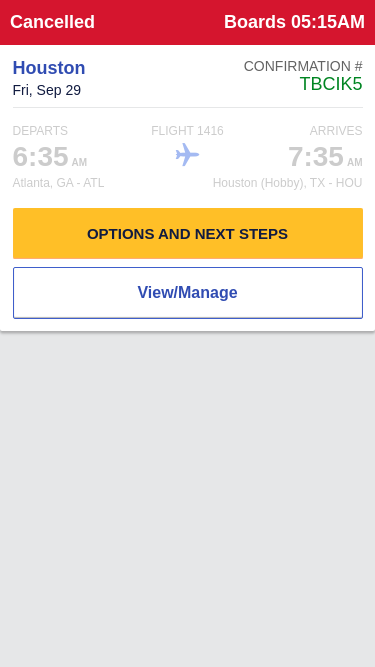 Cancelled Boards 05:15AM
Houston CONFIRMATION #
Fri, Sep 29 TBCIK5
DEPARTS FLIGHT 1416 ARRIVES
6:35 AM 7:35 AM
Atlanta, GA - ATL Houston (Hobby), TX - HOU
OPTIONS AND NEXT STEPS
View/Manage